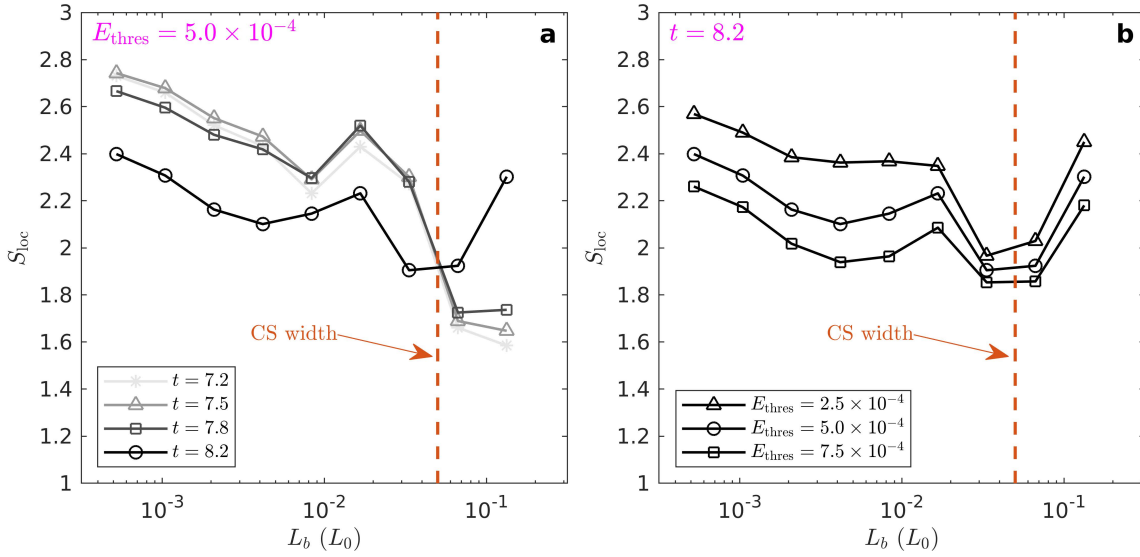 E_thres = 5.0 × 10⁻⁴
a
S_loc
3
2.8
2.6
2.4
2.2
2
1.8
1.6
1.4
1.2
1
CS width
t = 7.2
t = 7.5
t = 7.8
t = 8.2
10⁻³
10⁻²
10⁻¹
L_b (L_0)
t = 8.2
b
S_loc
3
2.8
2.6
2.4
2.2
2
1.8
1.6
1.4
1.2
1
CS width
E_thres = 2.5 × 10⁻⁴
E_thres = 5.0 × 10⁻⁴
E_thres = 7.5 × 10⁻⁴
10⁻³
10⁻²
10⁻¹
L_b (L_0)